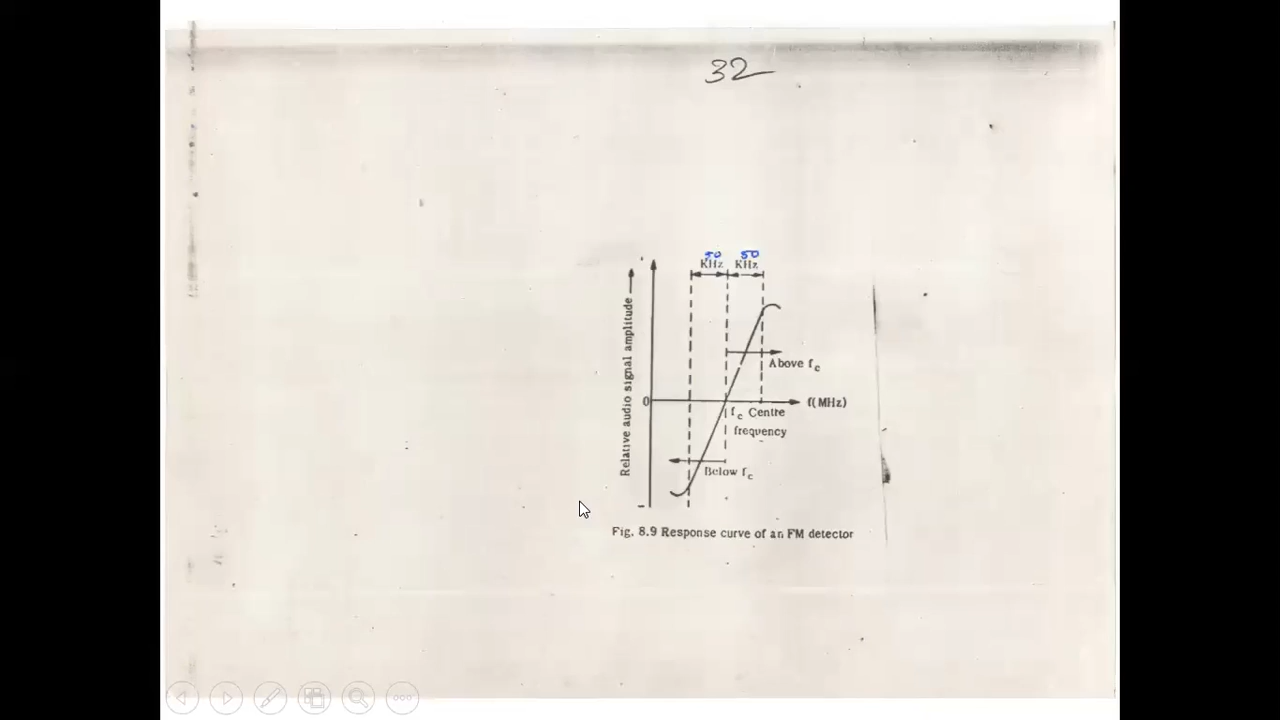 32
50 50
KHz KHz
Relative audio signal amplitude
Above fc
0
f(MHz)
fc Centre
frequency
Below fc
Fig. 8.9 Response curve of an FM detector